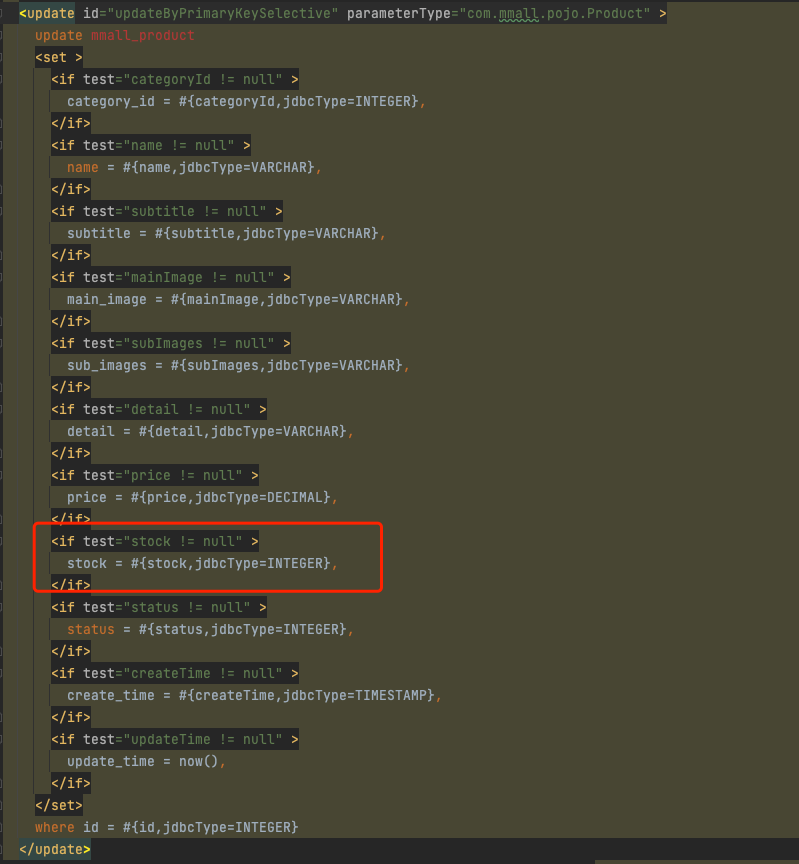 <update id="updateByPrimaryKeySelective" parameterType="com.mmall.pojo.Product" >
update mmall_product
<set >
<if test="categoryId != null" >
category_id = #{categoryId,jdbcType=INTEGER},
</if>
<if test="name != null" >
name = #{name,jdbcType=VARCHAR},
</if>
<if test="subtitle != null" >
subtitle = #{subtitle,jdbcType=VARCHAR},
</if>
<if test="mainImage != null" >
main_image = #{mainImage,jdbcType=VARCHAR},
</if>
<if test="subImages != null" >
sub_images = #{subImages,jdbcType=VARCHAR},
</if>
<if test="detail != null" >
detail = #{detail,jdbcType=VARCHAR},
</if>
<if test="price != null" >
price = #{price,jdbcType=DECIMAL},
</if>
<if test="stock != null" >
stock = #{stock,jdbcType=INTEGER},
</if>
<if test="status != null" >
status = #{status,jdbcType=INTEGER},
</if>
<if test="createTime != null" >
create_time = #{createTime,jdbcType=TIMESTAMP},
</if>
<if test="updateTime != null" >
update_time = now(),
</if>
</set>
where id = #{id,jdbcType=INTEGER}
</update>